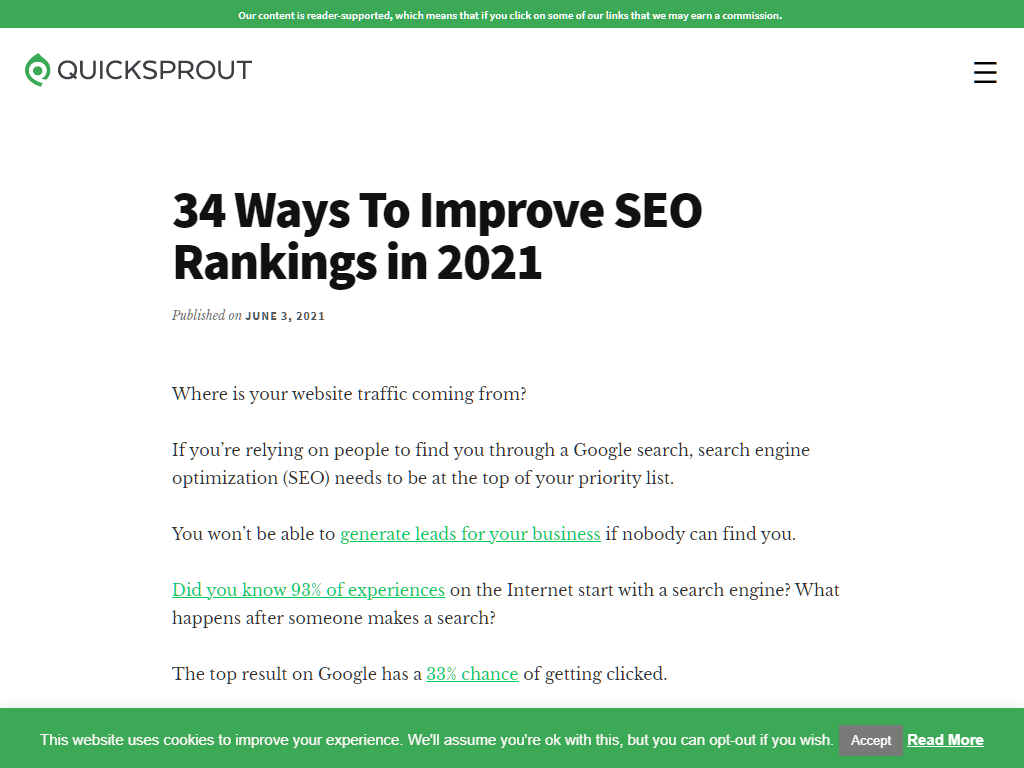 Our content is reader-supported, which means that if you click on some of our links that we may earn a commission.
QUICKSPROUT
34 Ways To Improve SEO
Rankings in 2021
Published on JUNE 3, 2021
Where is your website traffic coming from?
If you’re relying on people to find you through a Google search, search engine
optimization (SEO) needs to be at the top of your priority list.
You won’t be able to generate leads for your business if nobody can find you.
Did you know 93% of experiences on the Internet start with a search engine? What
happens after someone makes a search?
The top result on Google has a 33% chance of getting clicked.
This website uses cookies to improve your experience. We'll assume you're ok with this, but you can opt-out if you wish. Accept Read More